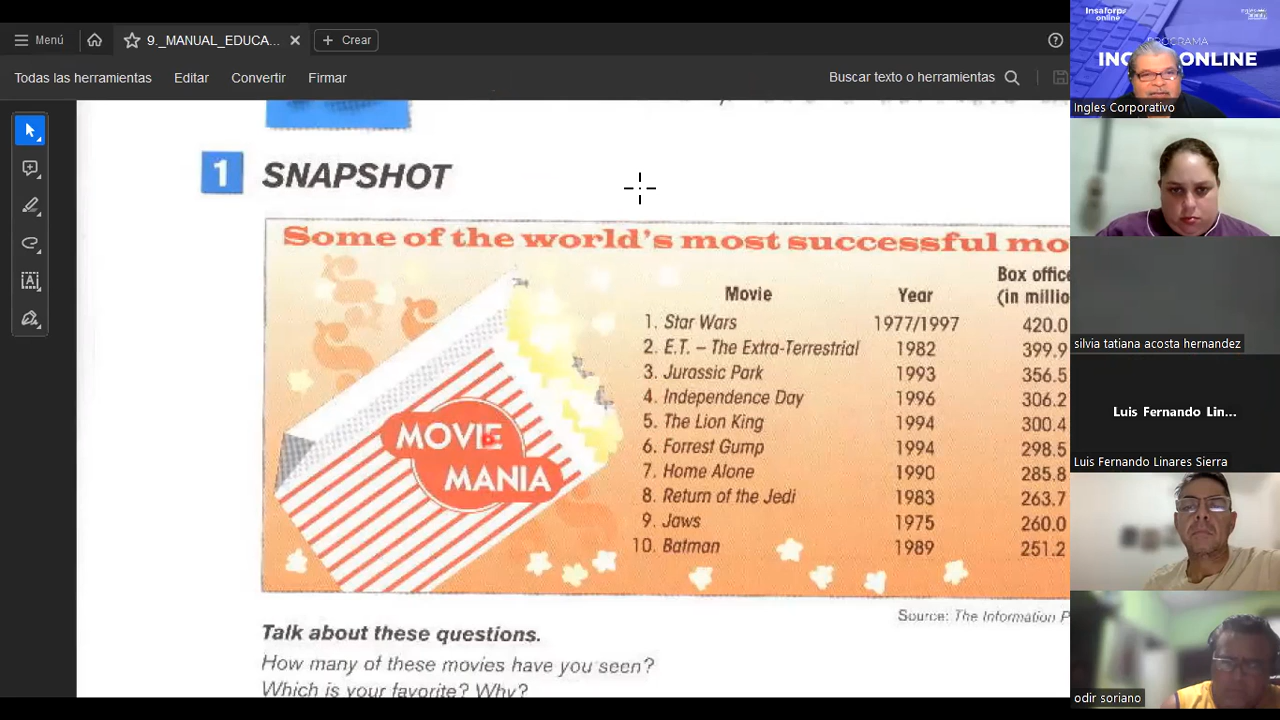 Menú
9._MANUAL_EDUCA...
Crear
Todas las herramientas
Editar
Convertir
Firmar
Buscar texto o herramientas
1 SNAPSHOT
Some of the world's most successful mo
Movie Year Box office
(in millio
1. Star Wars 1977/1997 420.0
2. E.T. – The Extra-Terrestrial 1982 399.9
3. Jurassic Park 1993 356.5
4. Independence Day 1996 306.2
5. The Lion King 1994 300.4
6. Forrest Gump 1994 298.5
7. Home Alone 1990 285.8
8. Return of the Jedi 1983 263.7
9. Jaws 1975 260.0
10. Batman 1989 251.2
MOVIE
MANIA
Source: The Information P
Talk about these questions.
How many of these movies have you seen?
Which is your favorite? Why?
Insaforp
online
PROGRAMA
ONLINE
Ingles Corporativo
silvia tatiana acosta hernandez
Luis Fernando Lin...
Luis Fernando Linares Sierra
odir soriano